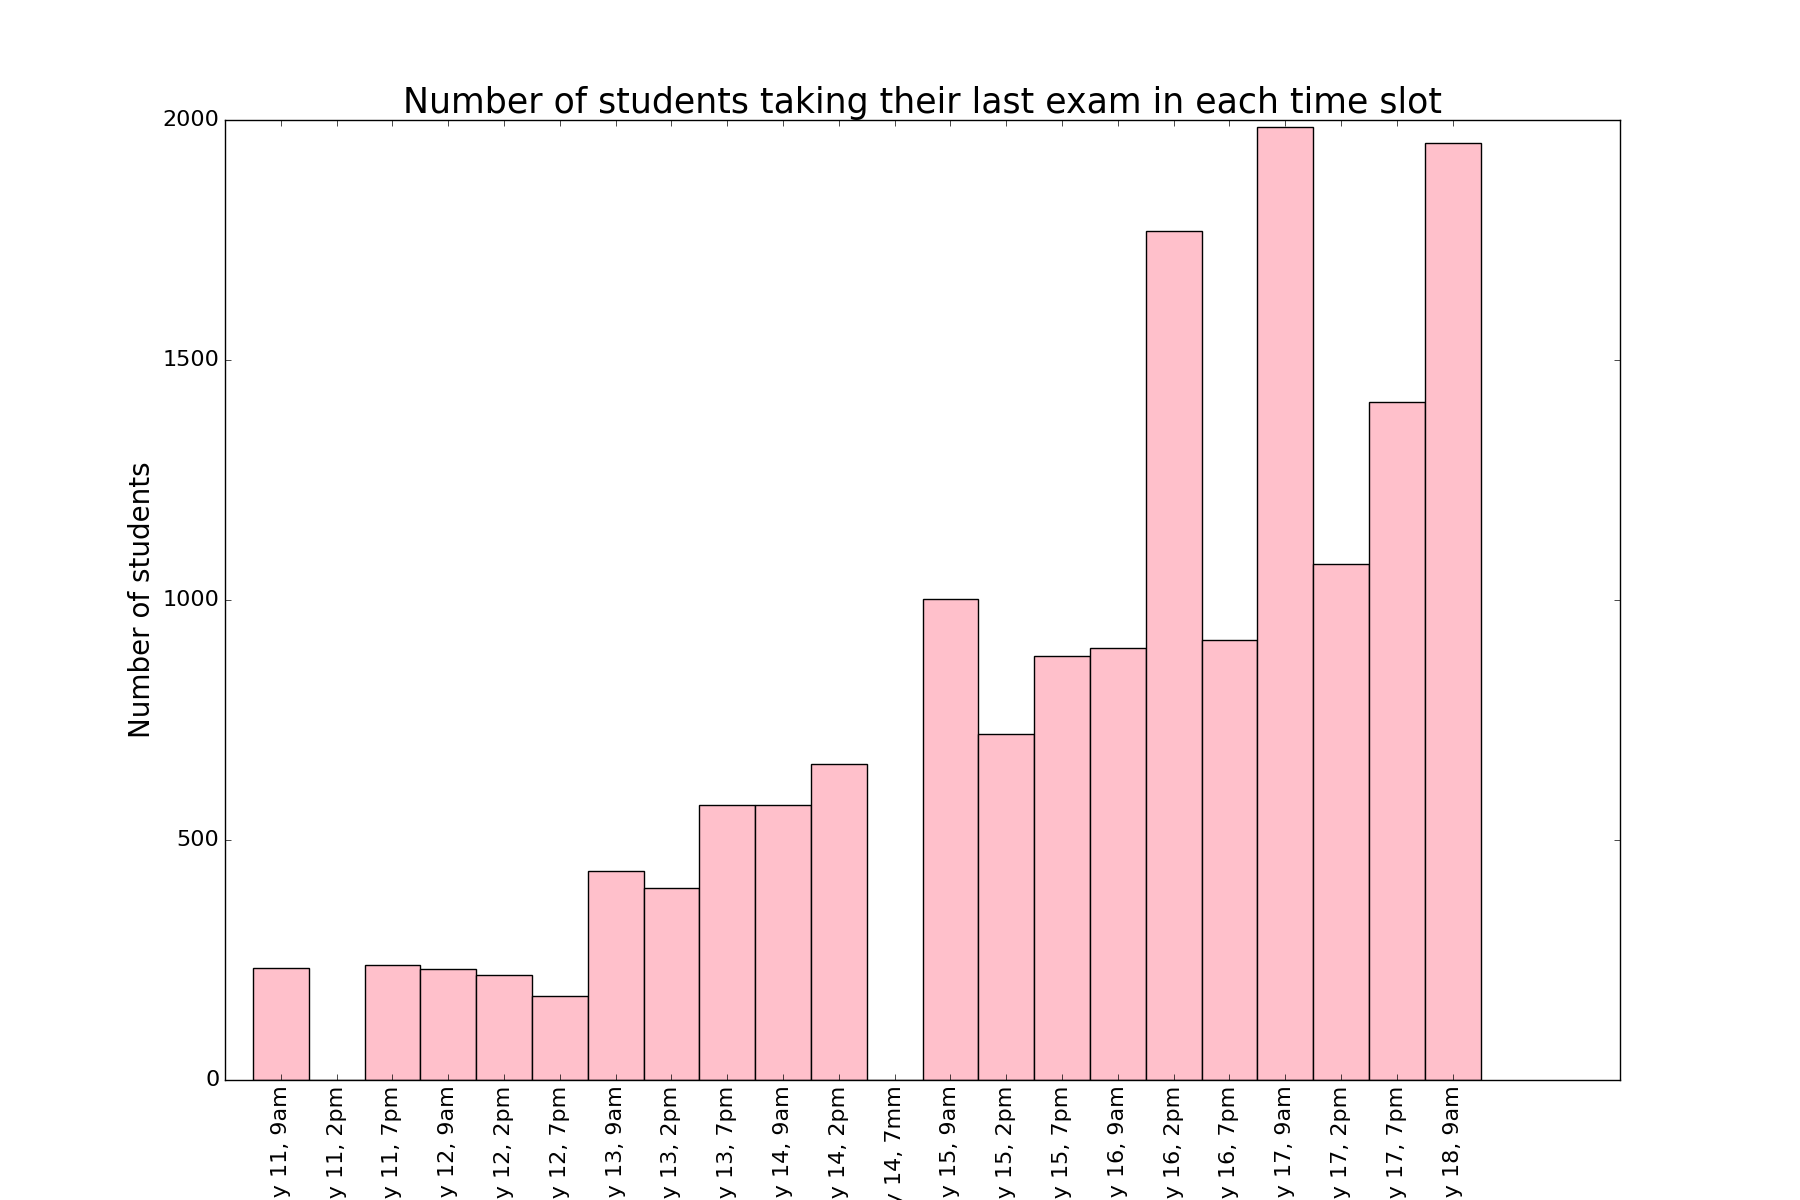 Number of students taking their last exam in each time slot
Number of students
2000
1500
1000
500
0
y 11, 9am
y 11, 2pm
y 11, 7pm
y 12, 9am
y 12, 2pm
y 12, 7pm
y 13, 9am
y 13, 2pm
y 13, 7pm
y 14, 9am
y 14, 2pm
y 14, 7mm
y 15, 9am
y 15, 2pm
y 15, 7pm
y 16, 9am
y 16, 2pm
y 16, 7pm
y 17, 9am
y 17, 2pm
y 17, 7pm
y 18, 9am